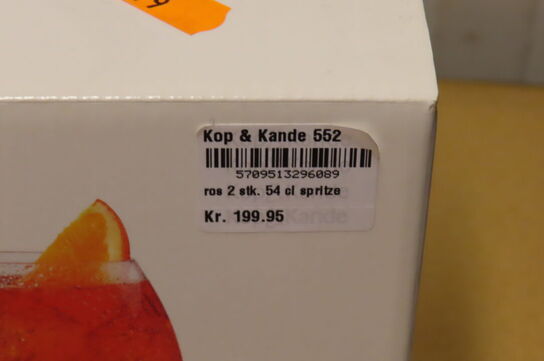 Kop & Kande 552
5709513296089
ros 2 stk. 54 cl spritze
Kr. 199.95